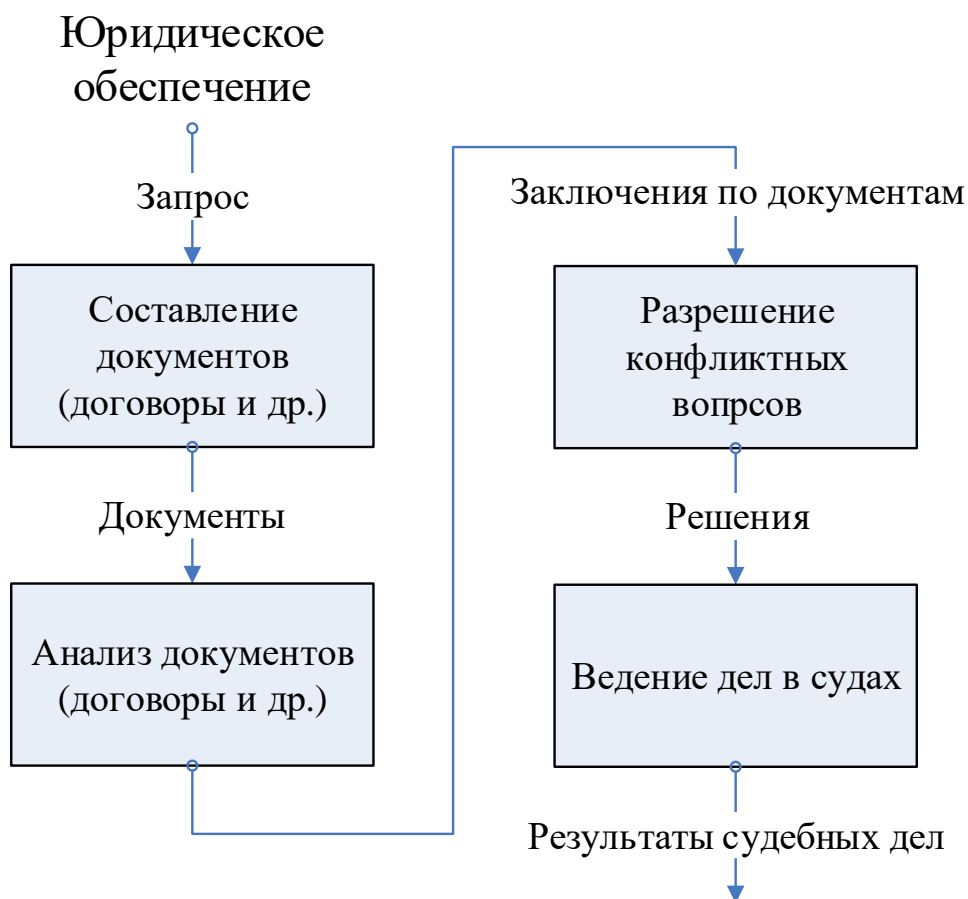 Юридическое
обеспечение
Запрос
Составление
документов
(договоры и др.)
Документы
Анализ документов
(договоры и др.)
Заключения по документам
Разрешение
конфликтных
вопрсов
Решения
Ведение дел в судах
Результаты судебных дел